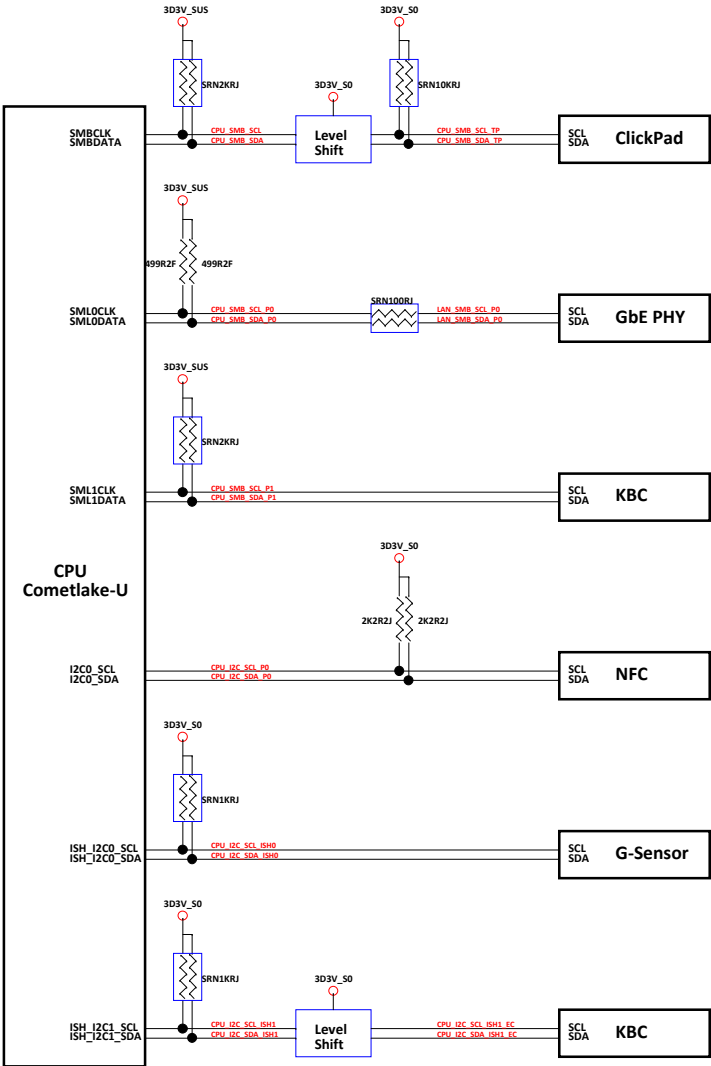 3D3V_SUS
3D3V_S0
SRN2KRJ
3D3V_S0
SRN10KRJ
SMBCLK
SMBDATA
CPU_SMB_SCL
CPU_SMB_SDA
Level
Shift
CPU_SMB_SCL_TP
CPU_SMB_SDA_TP
SCL
SDA
ClickPad
3D3V_SUS
499R2F
499R2F
SML0CLK
SML0DATA
CPU_SMB_SCL_P0
CPU_SMB_SDA_P0
SRN100RJ
LAN_SMB_SCL_P0
LAN_SMB_SDA_P0
SCL
SDA
GbE PHY
3D3V_SUS
SRN2KRJ
SML1CLK
SML1DATA
CPU_SMB_SCL_P1
CPU_SMB_SDA_P1
SCL
SDA
KBC
CPU
Cometlake-U
3D3V_S0
2K2R2J
2K2R2J
I2C0_SCL
I2C0_SDA
CPU_I2C_SCL_P0
CPU_I2C_SDA_P0
SCL
SDA
NFC
3D3V_S0
SRN1KRJ
ISH_I2C0_SCL
ISH_I2C0_SDA
CPU_I2C_SCL_ISH0
CPU_I2C_SDA_ISH0
SCL
SDA
G-Sensor
3D3V_S0
SRN1KRJ
3D3V_S0
ISH_I2C1_SCL
ISH_I2C1_SDA
CPU_I2C_SCL_ISH1
CPU_I2C_SDA_ISH1
Level
Shift
CPU_I2C_SCL_ISH1_EC
CPU_I2C_SDA_ISH1_EC
SCL
SDA
KBC